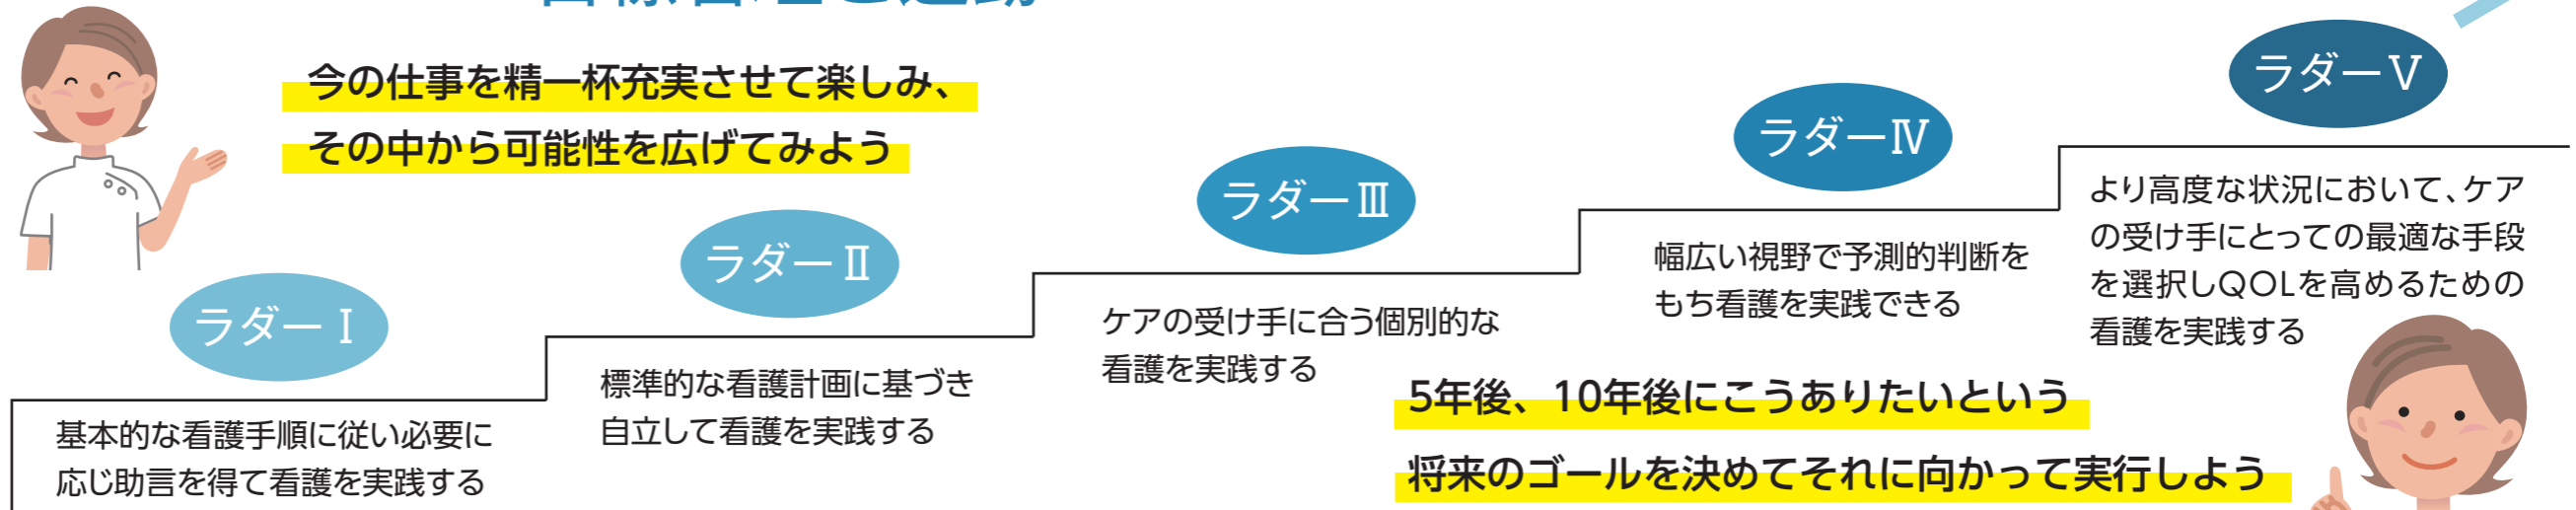 今の仕事を精一杯充実させて楽しみ、
その中から可能性を広げてみよう
ラダーⅠ
基本的な看護手順に従い必要に
応じ助言を得て看護を実践する
ラダーⅡ
標準的な看護計画に基づき
自立して看護を実践する
ラダーⅢ
ケアの受け手に合う個別的な
看護を実践する
ラダーⅣ
幅広い視野で予測的判断を
もち看護を実践できる
ラダーⅤ
より高度な状況において、ケア
の受け手にとっての最適な手段
を選択しQOLを高めるための
看護を実践する
5年後、10年後にこうありたいという
将来のゴールを決めてそれに向かって実行しよう